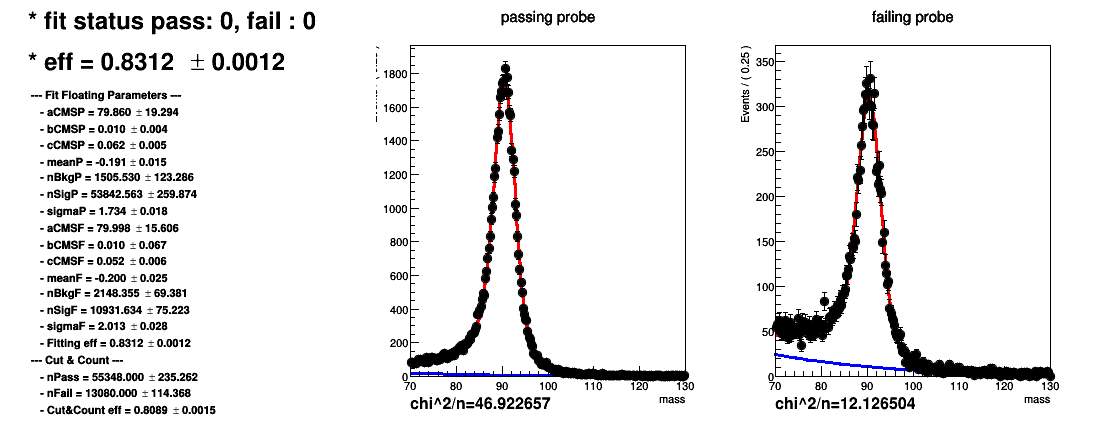 * fit status pass: 0, fail : 0
* eff = 0.8312 ± 0.0012
--- Fit Floating Parameters ---
- aCMSP = 79.860 ± 19.294
- bCMSP = 0.010 ± 0.004
- cCMSP = 0.062 ± 0.005
- meanP = -0.191 ± 0.015
- nBkgP = 1505.530 ± 123.286
- nSigP = 53842.563 ± 259.874
- sigmaP = 1.734 ± 0.018
- aCMSF = 79.998 ± 15.606
- bCMSF = 0.010 ± 0.067
- cCMSF = 0.052 ± 0.006
- meanF = -0.200 ± 0.025
- nBkgF = 2148.355 ± 69.381
- nSigF = 10931.634 ± 75.223
- sigmaF = 2.013 ± 0.028
- Fitting eff = 0.8312 ± 0.0012
--- Cut & Count ---
- nPass = 55348.000 ± 235.262
- nFail = 13080.000 ± 114.368
- Cut&Count eff = 0.8089 ± 0.0015
passing probe
1800
1600
1400
1200
1000
800
600
400
200
0
70 80 90 100 110 120 130
mass
chi^2/n=46.922657
failing probe
Events / ( 0.25 )
350
300
250
200
150
100
50
0
70 80 90 100 110 120 130
mass
chi^2/n=12.126504